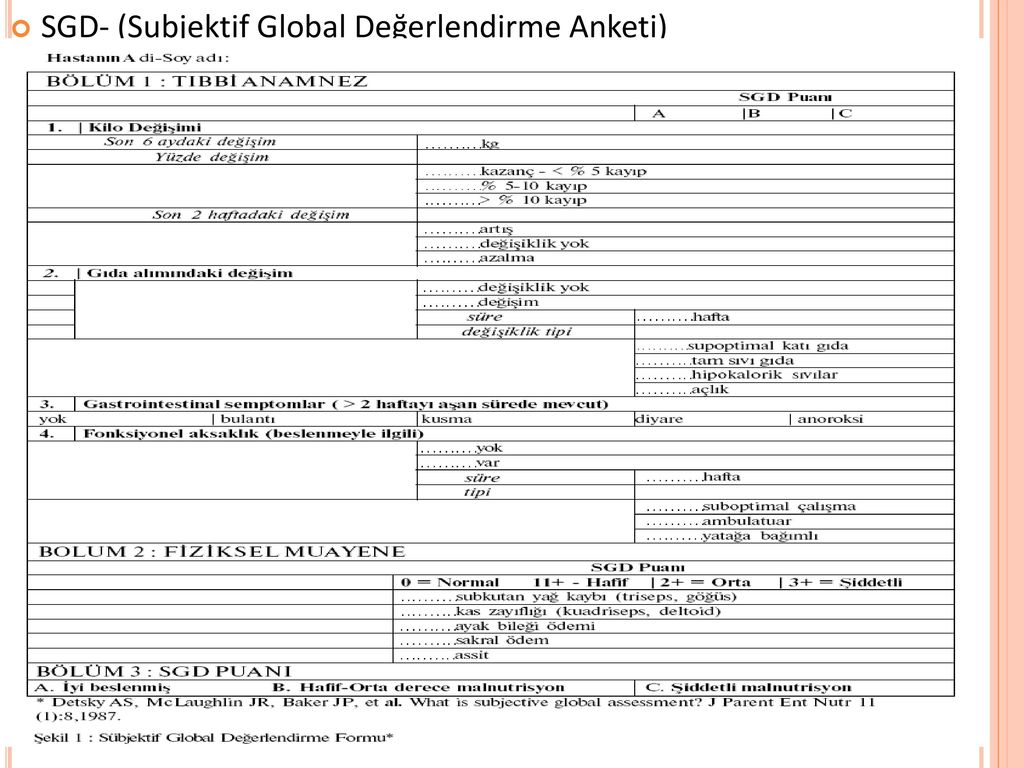 SGD- (Subjektif Global Değerlendirme Anketi)
Hastanın A di-Soy adı:
BÖLÜM 1 : TIBBİ ANAMNEZ
SGD Puanı
A |B |C
1. | Kilo Değişimi
Son 6 aydaki değişim ..........kg
Yüzde değişim
..........kazanç - < % 5 kayıp
..........% 5-10 kayıp
..........> % 10 kayıp
Son 2 haftadaki değişim
..........artış
..........değişiklik yok
..........azalma
2. | Gıda alımındaki değişim
..........değişiklik yok
..........değişim
süre ..........hafta
değişiklik tipi
..........supoptimal katı gıda
..........tam sıvı gıda
..........hipokalorik sıvılar
..........açlık
3. | Gastrointestinal semptomlar ( > 2 haftayı aşan sürede mevcut)
yok | bulantı kusma diyare | anoroksi
4. | Fonksiyonel aksaklık (beslenmeyle ilgili)
..........yok
..........var
süre ..........hafta
tipi
..........suboptimal çalışma
..........ambulatuar
..........yatağa bağımlı
BOLUM 2 : FİZİKSEL MUAYENE
SGD Puanı
0 = Normal 11+ - Hafif | 2+ = Orta | 3+ = Şiddetli
..........subkutan yağ kaybı (triseps, göğüs)
..........kas zayıflığı (kuadriseps, deltoid)
..........ayak bileği ödemi
..........sakral ödem
..........assit
BÖLÜM 3 : SGD PUANI
A. İyi beslenmiş B. Hafif-Orta derece malnutrisyon C. Şiddetli malnutrisyon
* Detsky AS, McLaughlin JR, Baker JP, et al. What is subjective global assessment? J Parent Ent Nutr 11
(1):8,1987.
Şekil 1 : Sübjektif Global Değerlendirme Formu*